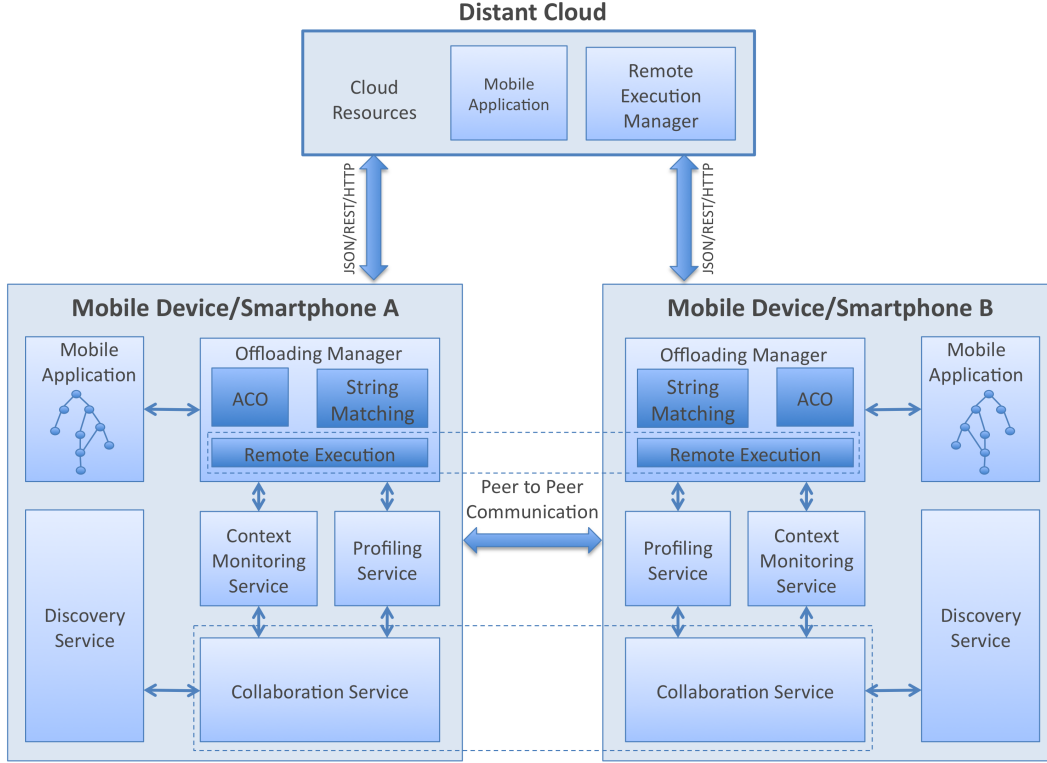 Distant Cloud
Cloud
Resources
Mobile
Application
Remote
Execution
Manager
JSON/REST/HTTP
JSON/REST/HTTP
Mobile Device/Smartphone A
Mobile
Application
Offloading Manager
ACO
String
Matching
Remote Execution
Context
Monitoring
Service
Profiling
Service
Discovery
Service
Collaboration Service
Peer to Peer
Communication
Mobile Device/Smartphone B
Offloading Manager
String
Matching
ACO
Remote Execution
Mobile
Application
Profiling
Service
Context
Monitoring
Service
Collaboration Service
Discovery
Service